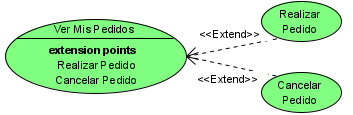 Ver Mis Pedidos
extension points
Realizar Pedido
Cancelar Pedido
<<Extend>>
Realizar
Pedido
<<Extend>>
Cancelar
Pedido